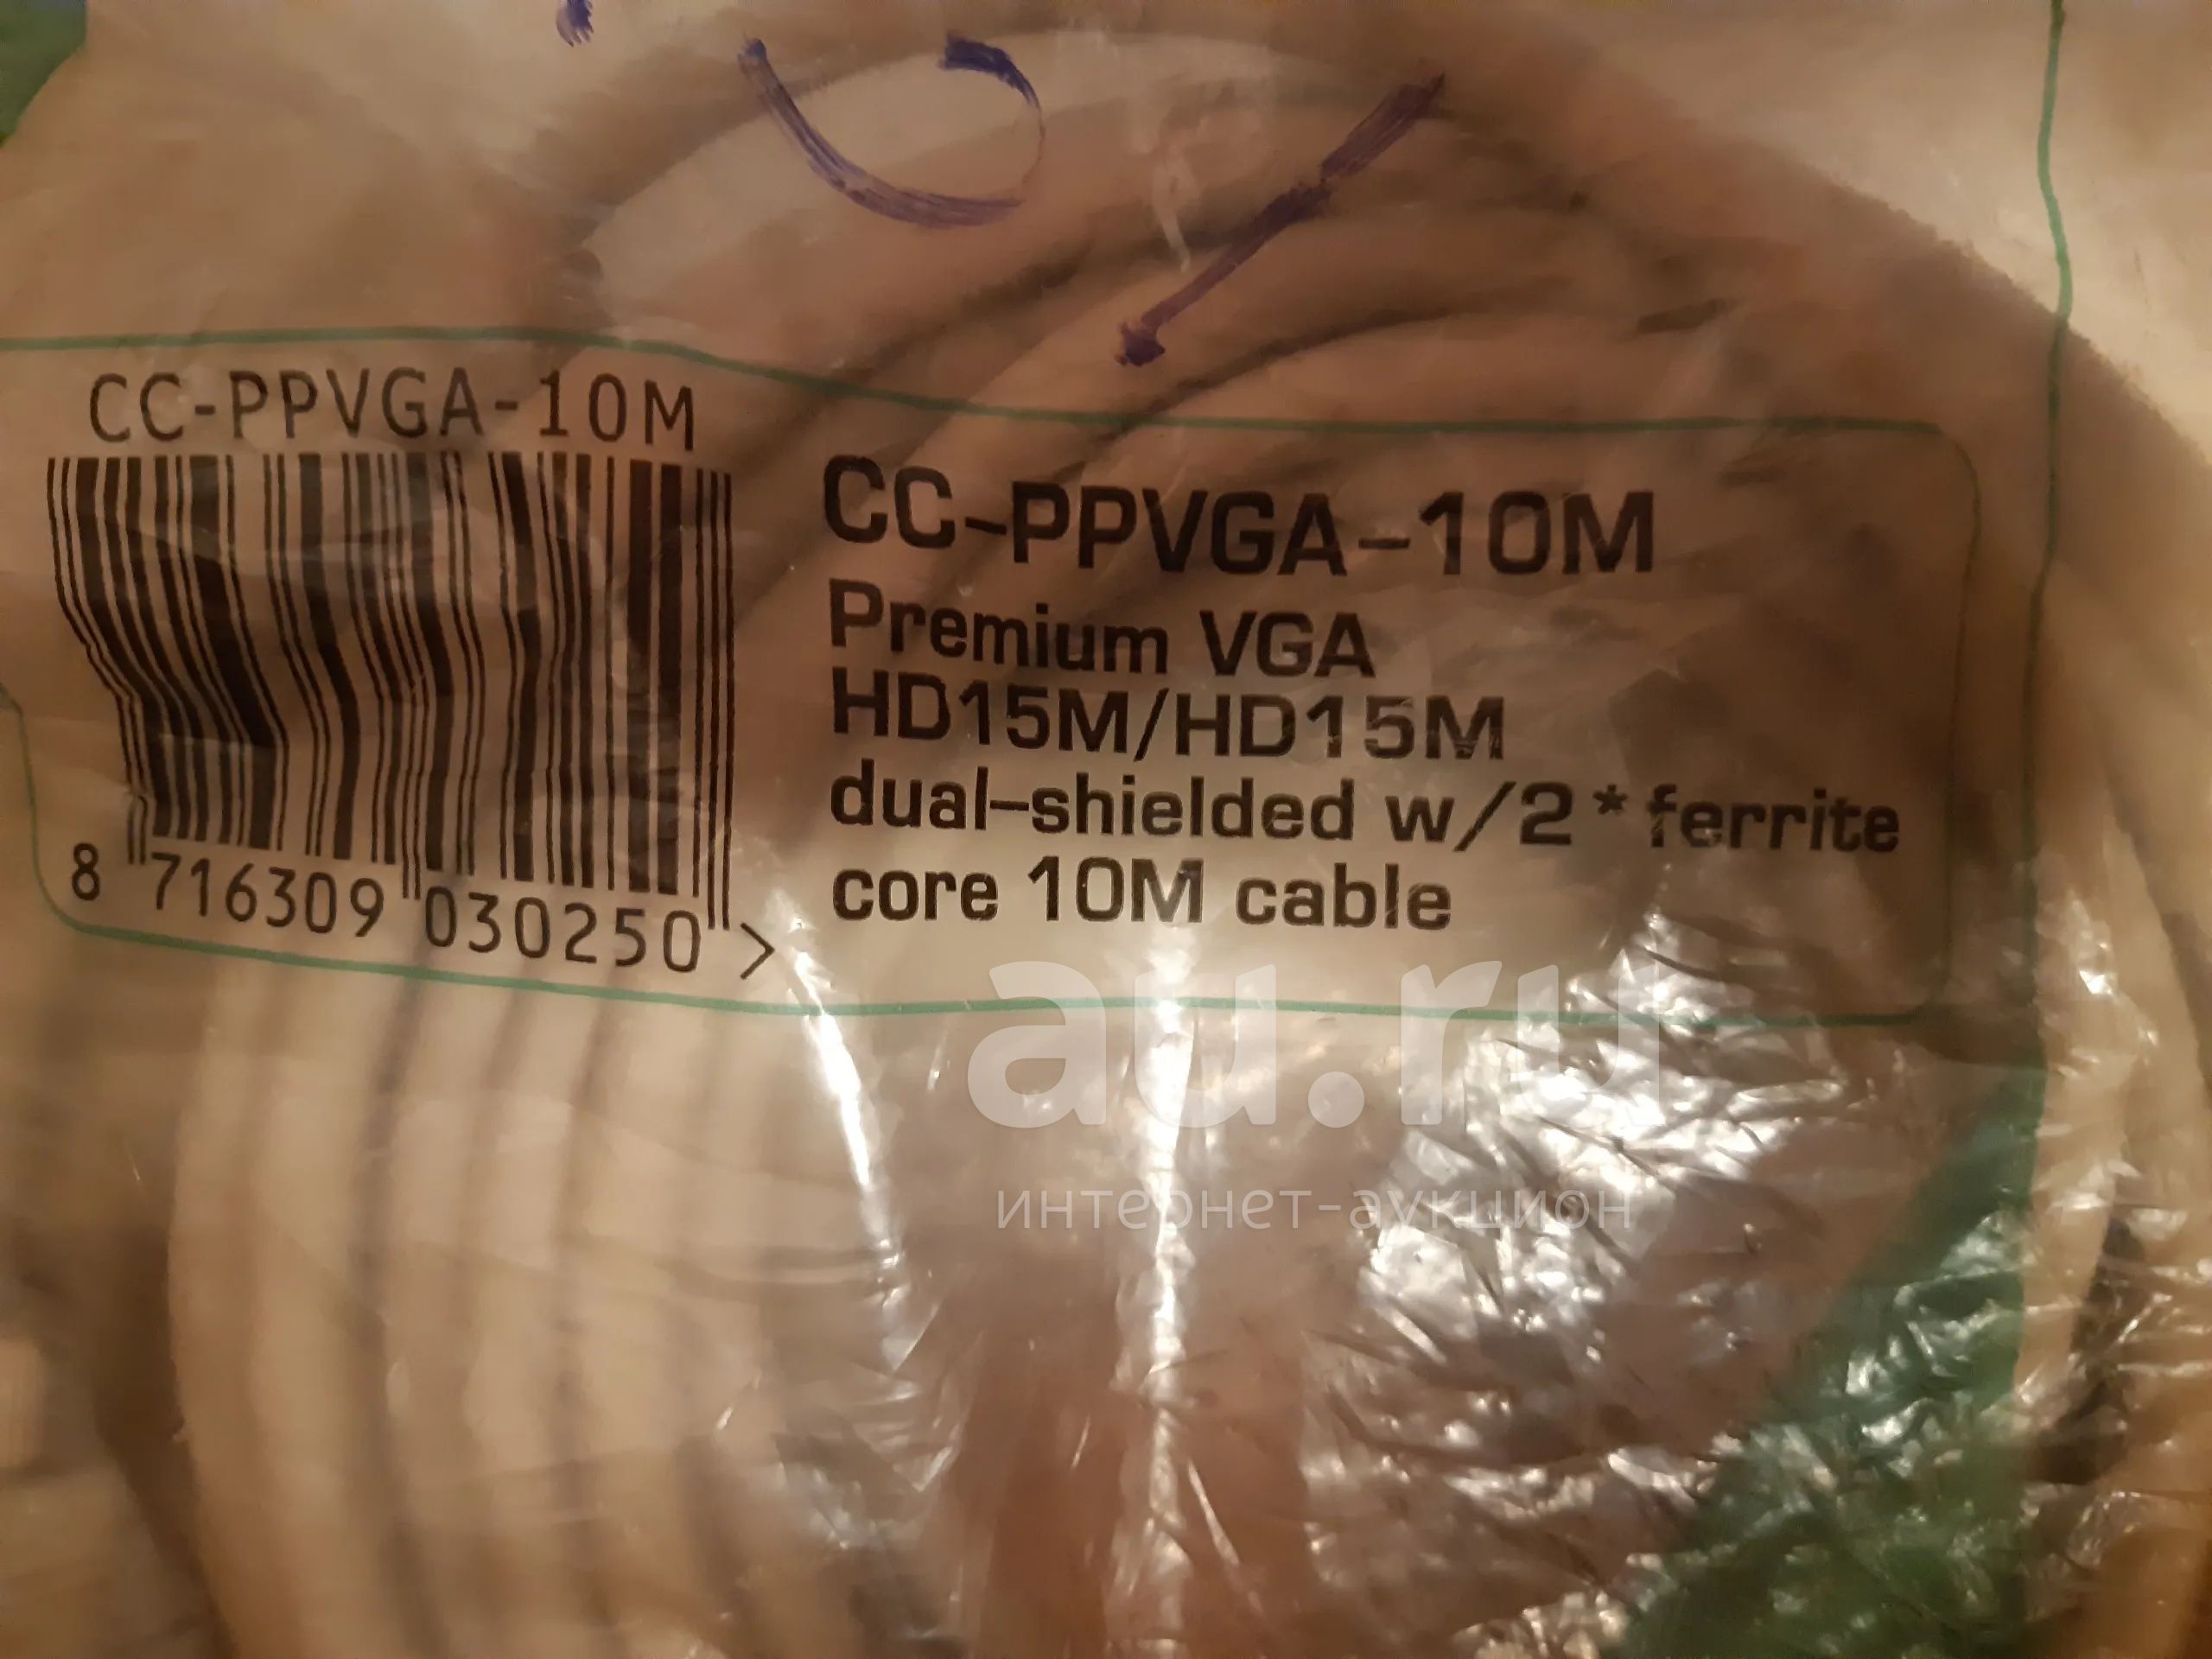 CC-PPVGA-10M
8 716309 030250 >
CC-PPVGA-10M
Premium VGA
HD15M/HD15M
dual-shielded w/2*ferrite
core 10M cable
au.ru
интернет-аукцион